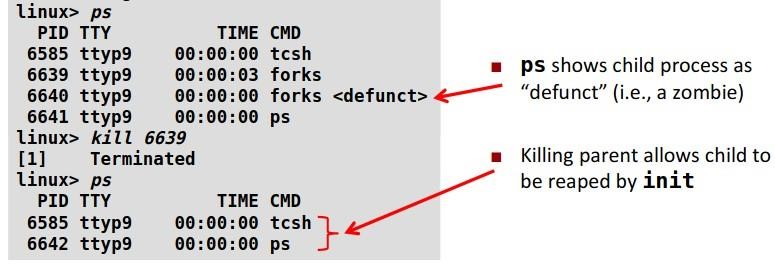 linux> ps
PID TTY TIME CMD
6585 ttyp9 00:00:00 tcsh
6639 ttyp9 00:00:03 forks
6640 ttyp9 00:00:00 forks <defunct>
6641 ttyp9 00:00:00 ps
linux> kill 6639
[1] Terminated
linux> ps
PID TTY TIME CMD
6585 ttyp9 00:00:00 tcsh
6642 ttyp9 00:00:00 ps
ps shows child process as
“defunct” (i.e., a zombie)
Killing parent allows child to
be reaped by init